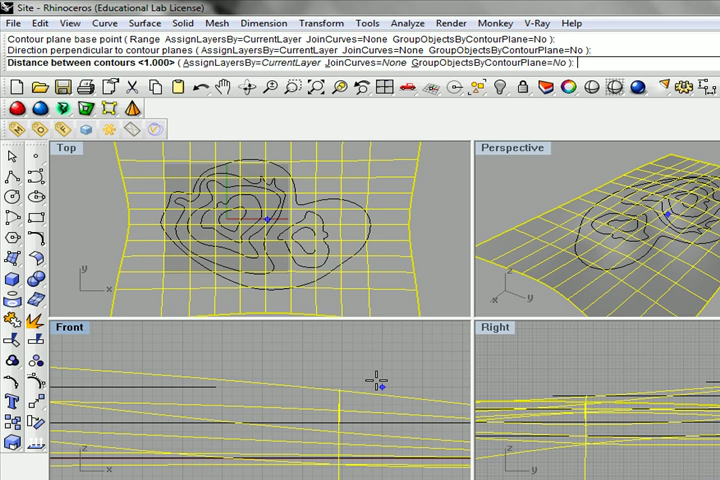 Site - Rhinoceros (Educational Lab License)
File Edit View Curve Surface Solid Mesh Dimension Transform Tools Analyze Render Monkey V-Ray Help
Contour plane base point ( Range AssignLayersBy=CurrentLayer JoinCurves=None GroupObjectsByContourPlane=No ):
Direction perpendicular to contour planes ( AssignLayersBy=CurrentLayer JoinCurves=None GroupObjectsByContourPlane=No ):
Distance between contours <1.000> ( AssignLayersBy=CurrentLayer JoinCurves=None GroupObjectsByContourPlane=No ):
Top
Perspective
y
x
z
x
y
Front
Right
z
x
z
y
T
M
O
F